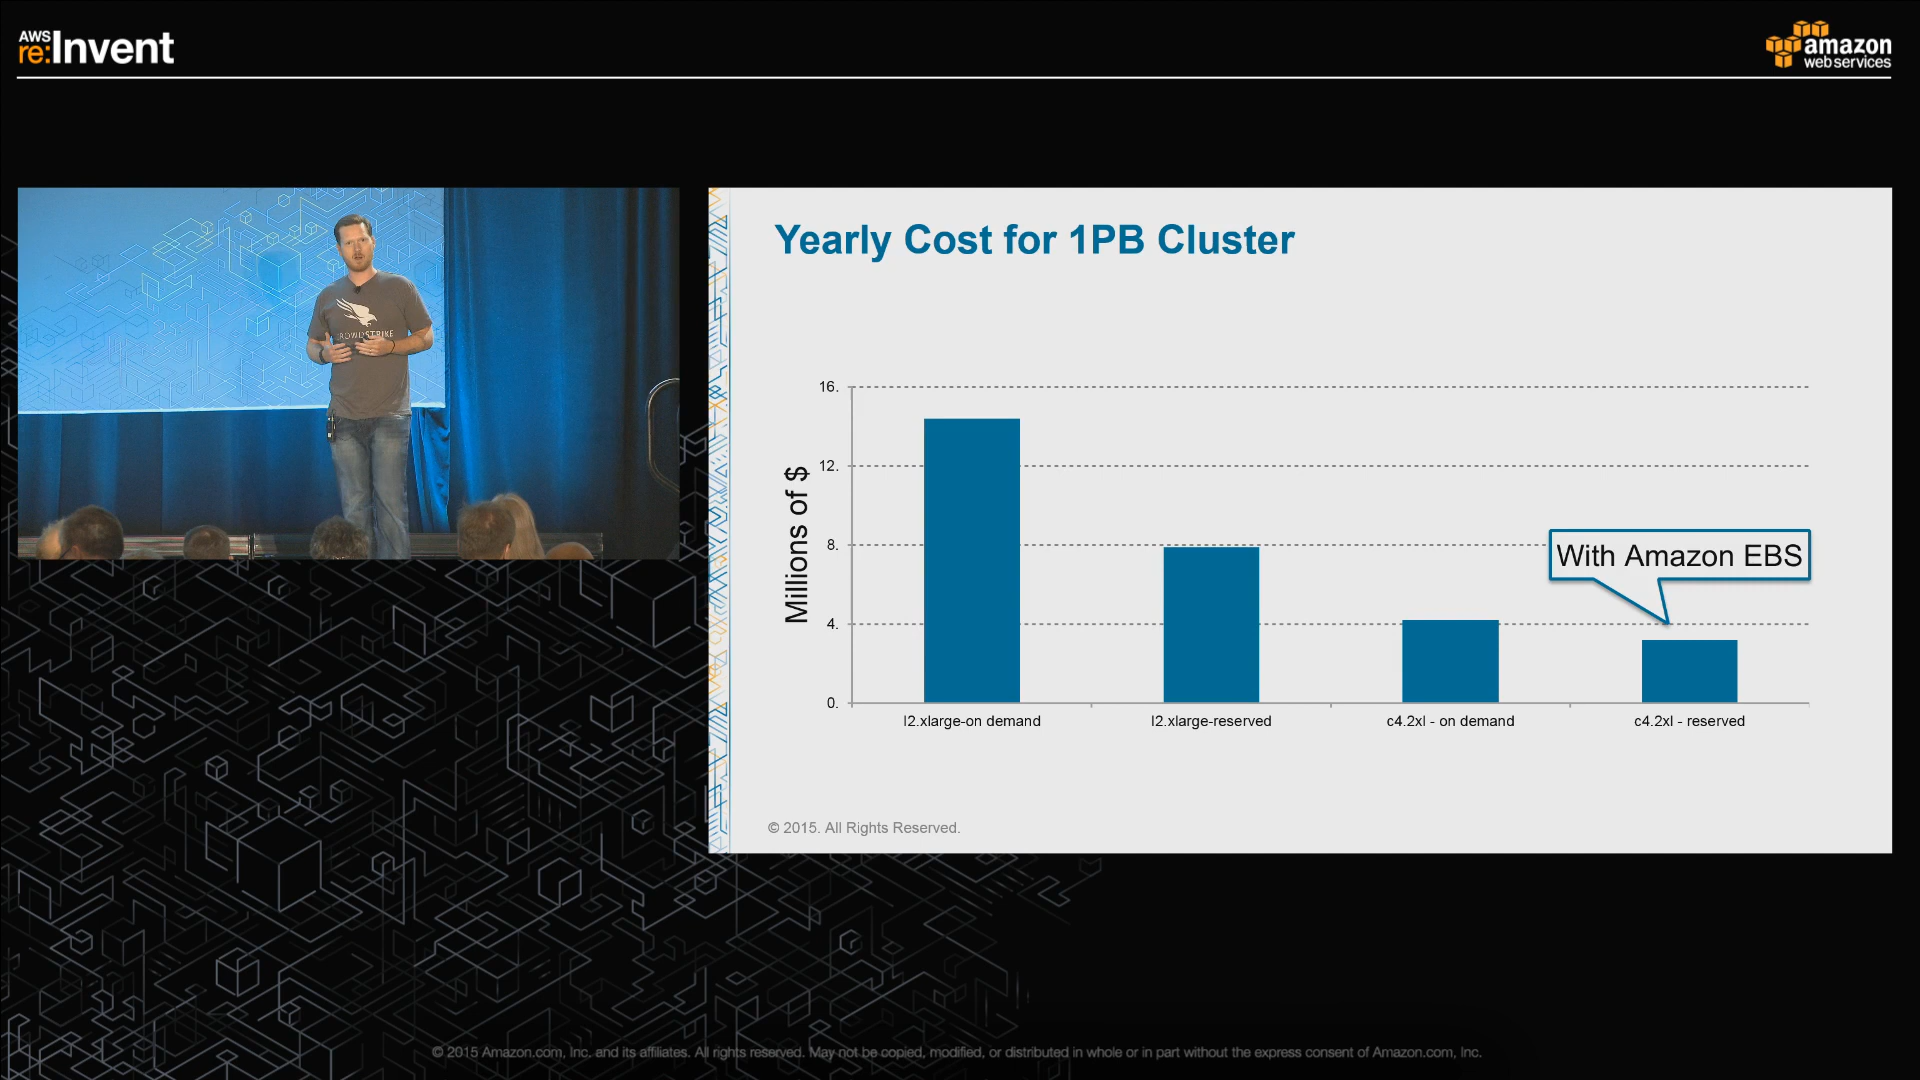 AWS
re:Invent
amazon
web services
CROWDSTRIKE
Yearly Cost for 1PB Cluster
Millions of $
16.
12.
8.
4.
0.
With Amazon EBS
I2.xlarge-on demand
I2.xlarge-reserved
c4.2xl - on demand
c4.2xl - reserved
© 2015. All Rights Reserved.
© 2015 Amazon.com, Inc. and its affiliates. All rights reserved. May not be copied, modified, or distributed in whole or in part without the express consent of Amazon.com, Inc.